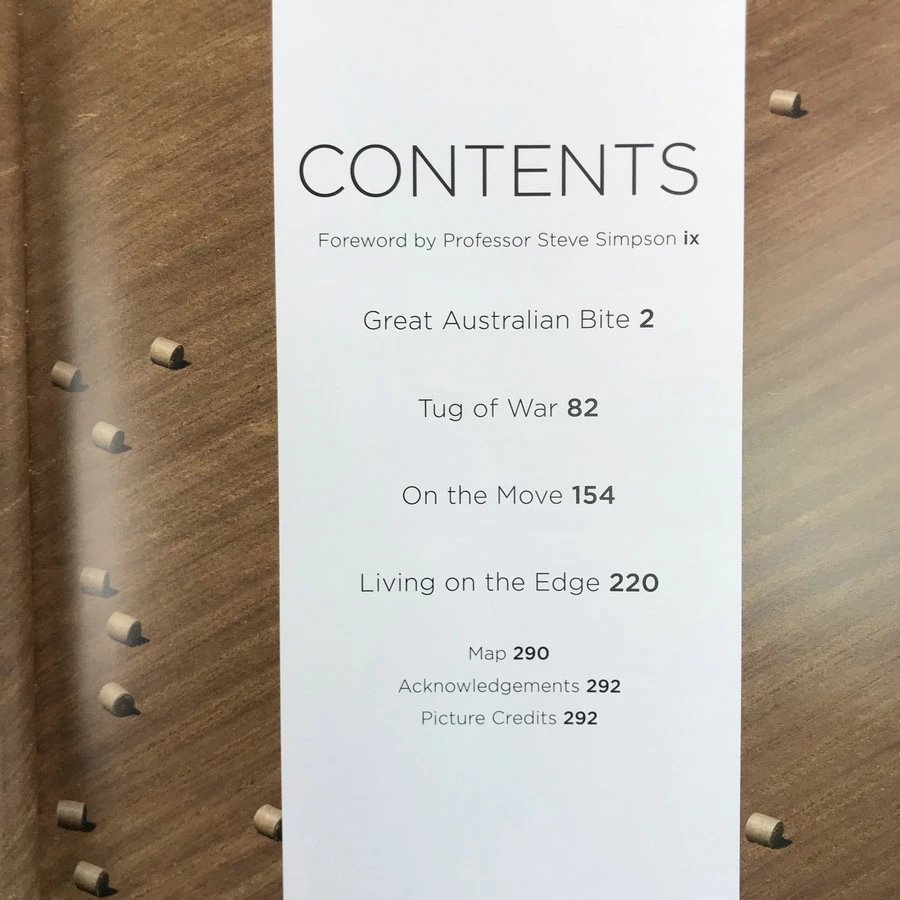 CONTENTS
Foreword by Professor Steve Simpson ix
Great Australian Bite 2
Tug of War 82
On the Move 154
Living on the Edge 220
Map 290
Acknowledgements 292
Picture Credits 292